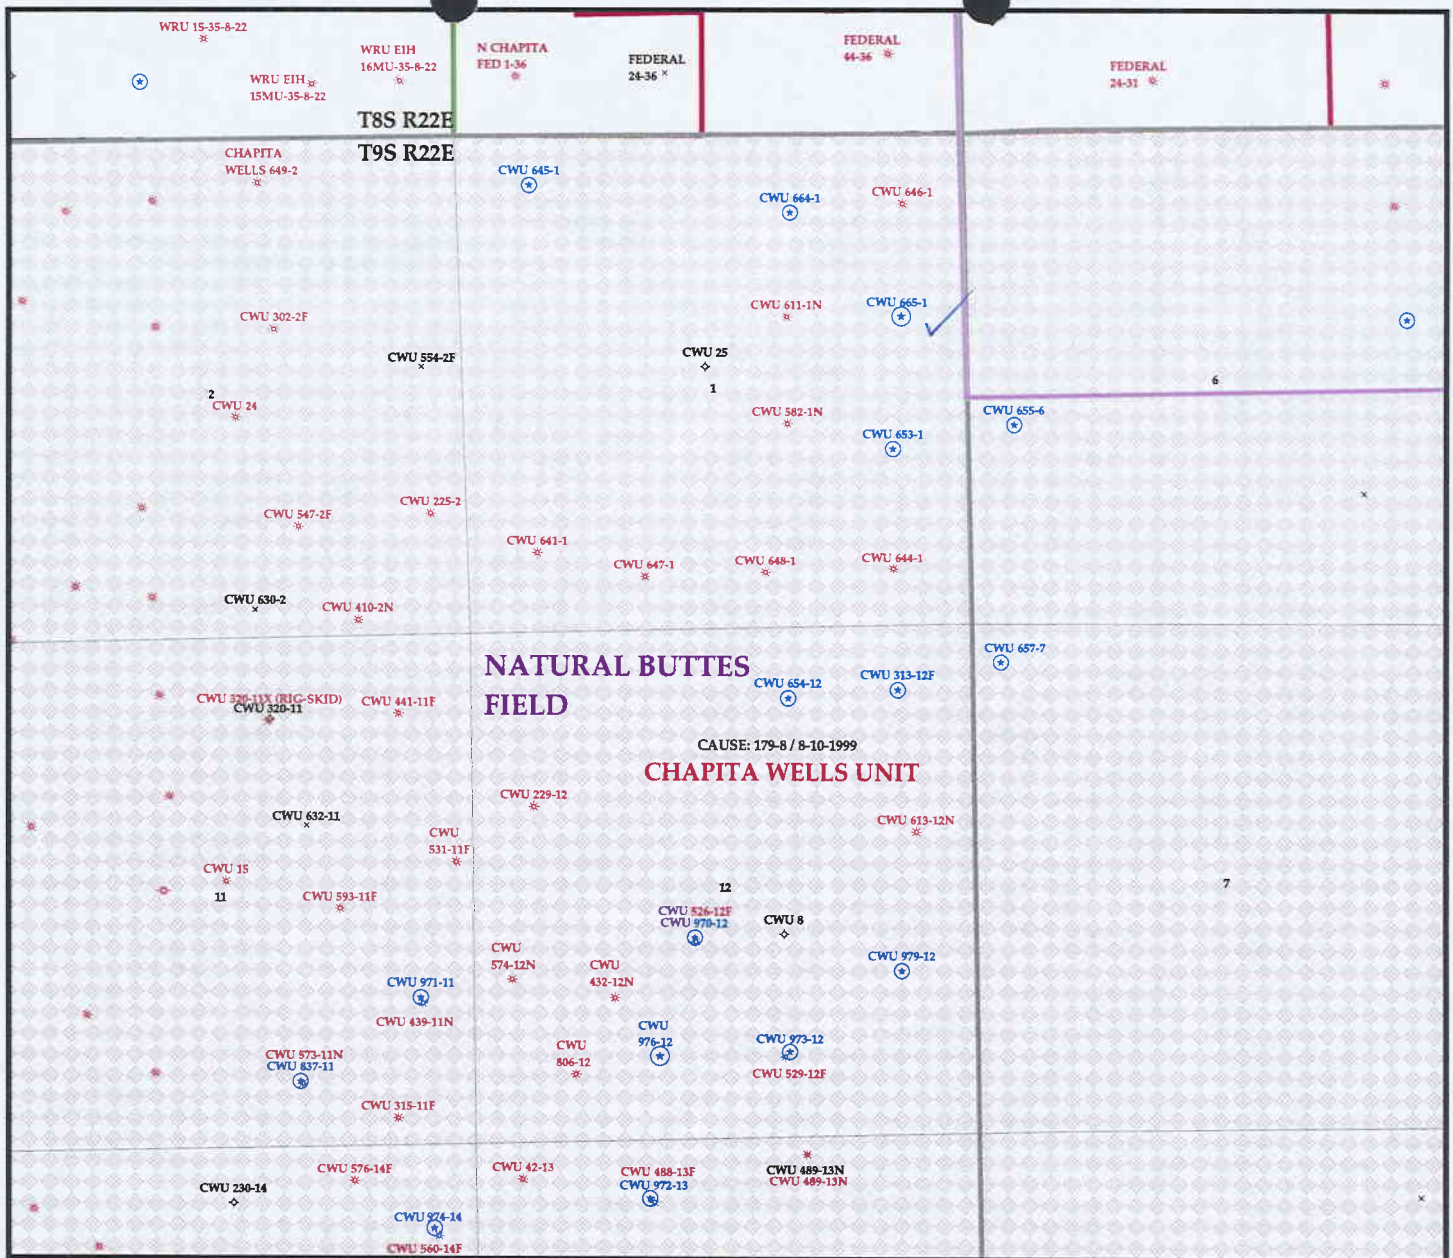 WRU 15-35-8-22
WRU EIH
15MU-35-8-22
WRU EIH
16MU-35-8-22
N CHAPITA
FED 1-36
FEDERAL
24-36
FEDERAL
44-36
FEDERAL
24-31
T8S R22E
T9S R22E
CHAPITA
WELLS 649-2
CWU 645-1
CWU 664-1
CWU 646-1
CWU 302-2F
CWU 611-1N
CWU 665-1
CWU 554-2F
CWU 25
1
6
2
CWU 24
CWU 582-1N
CWU 655-6
CWU 653-1
CWU 547-2F
CWU 225-2
CWU 641-1
CWU 647-1
CWU 648-1
CWU 644-1
CWU 630-2
CWU 410-2N
NATURAL BUTTES
FIELD
CWU 657-7
CWU 654-12
CWU 313-12F
CWU 320-11X (RIG-SKID)
CWU 320-11
CWU 441-11F
CAUSE: 179-8 / 8-10-1999
CHAPITA WELLS UNIT
CWU 229-12
CWU 632-11
CWU
531-11F
CWU 613-12N
CWU 15
11
CWU 593-11F
12
7
CWU 526-12F
CWU 970-12
CWU 8
CWU
574-12N
CWU
432-12N
CWU 979-12
CWU 971-11
CWU 439-11N
CWU
976-12
CWU 973-12
CWU 529-12F
CWU
806-12
CWU 573-11N
CWU 837-11
CWU 315-11F
CWU 576-14F
CWU 42-13
CWU 488-13F
CWU 972-13
CWU 489-13N
CWU 489-13N
CWU 230-14
CWU 974-14
CWU 560-14F